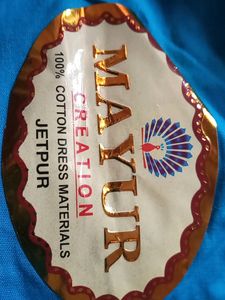 MAYUR
CREATION
100% COTTON DRESS MATERIALS
JETPUR